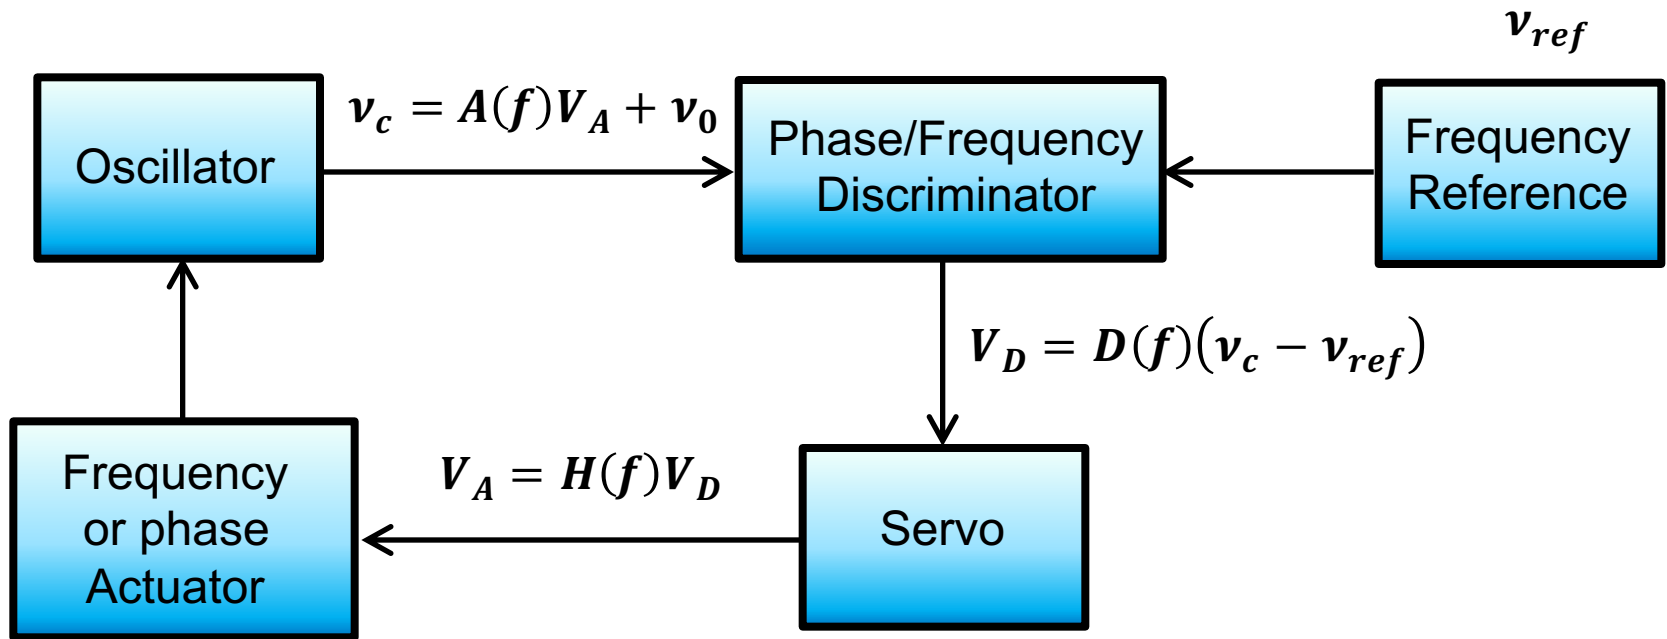 ν_ref
Oscillator
ν_c = A(f)V_A + ν_0
Phase/Frequency
Discriminator
Frequency
Reference
V_D = D(f)(ν_c − ν_ref)
Frequency
or phase
Actuator
V_A = H(f)V_D
Servo